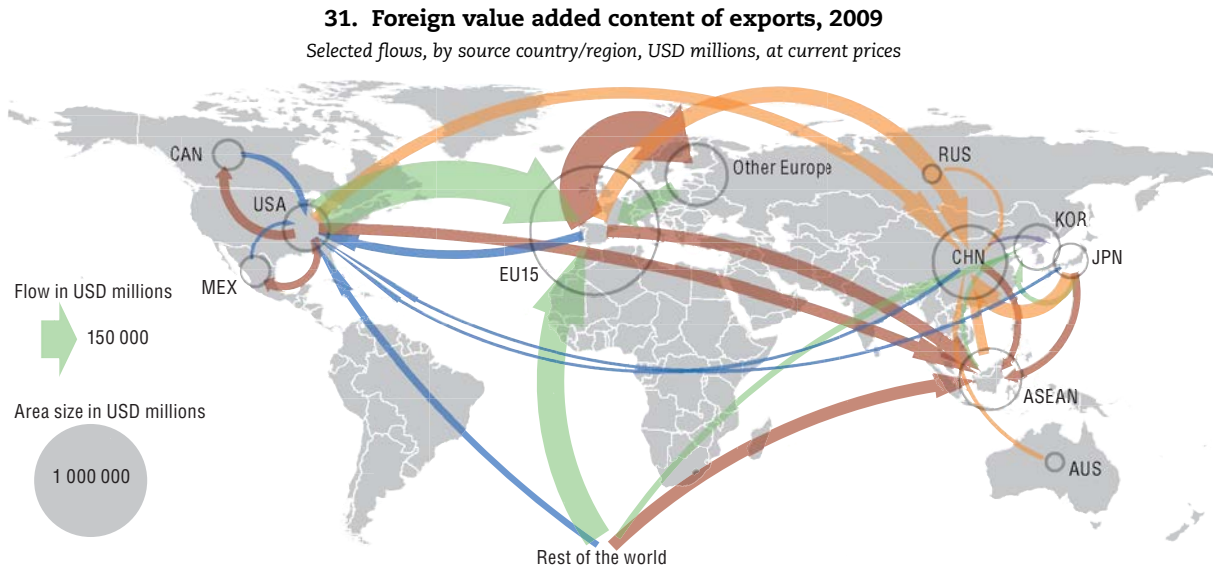 31. Foreign value added content of exports, 2009
Selected flows, by source country/region, USD millions, at current prices
CAN
USA
MEX
EU15
Other Europe
RUS
KOR
CHN
JPN
ASEAN
AUS
Rest of the world
Flow in USD millions
150 000
Area size in USD millions
1 000 000